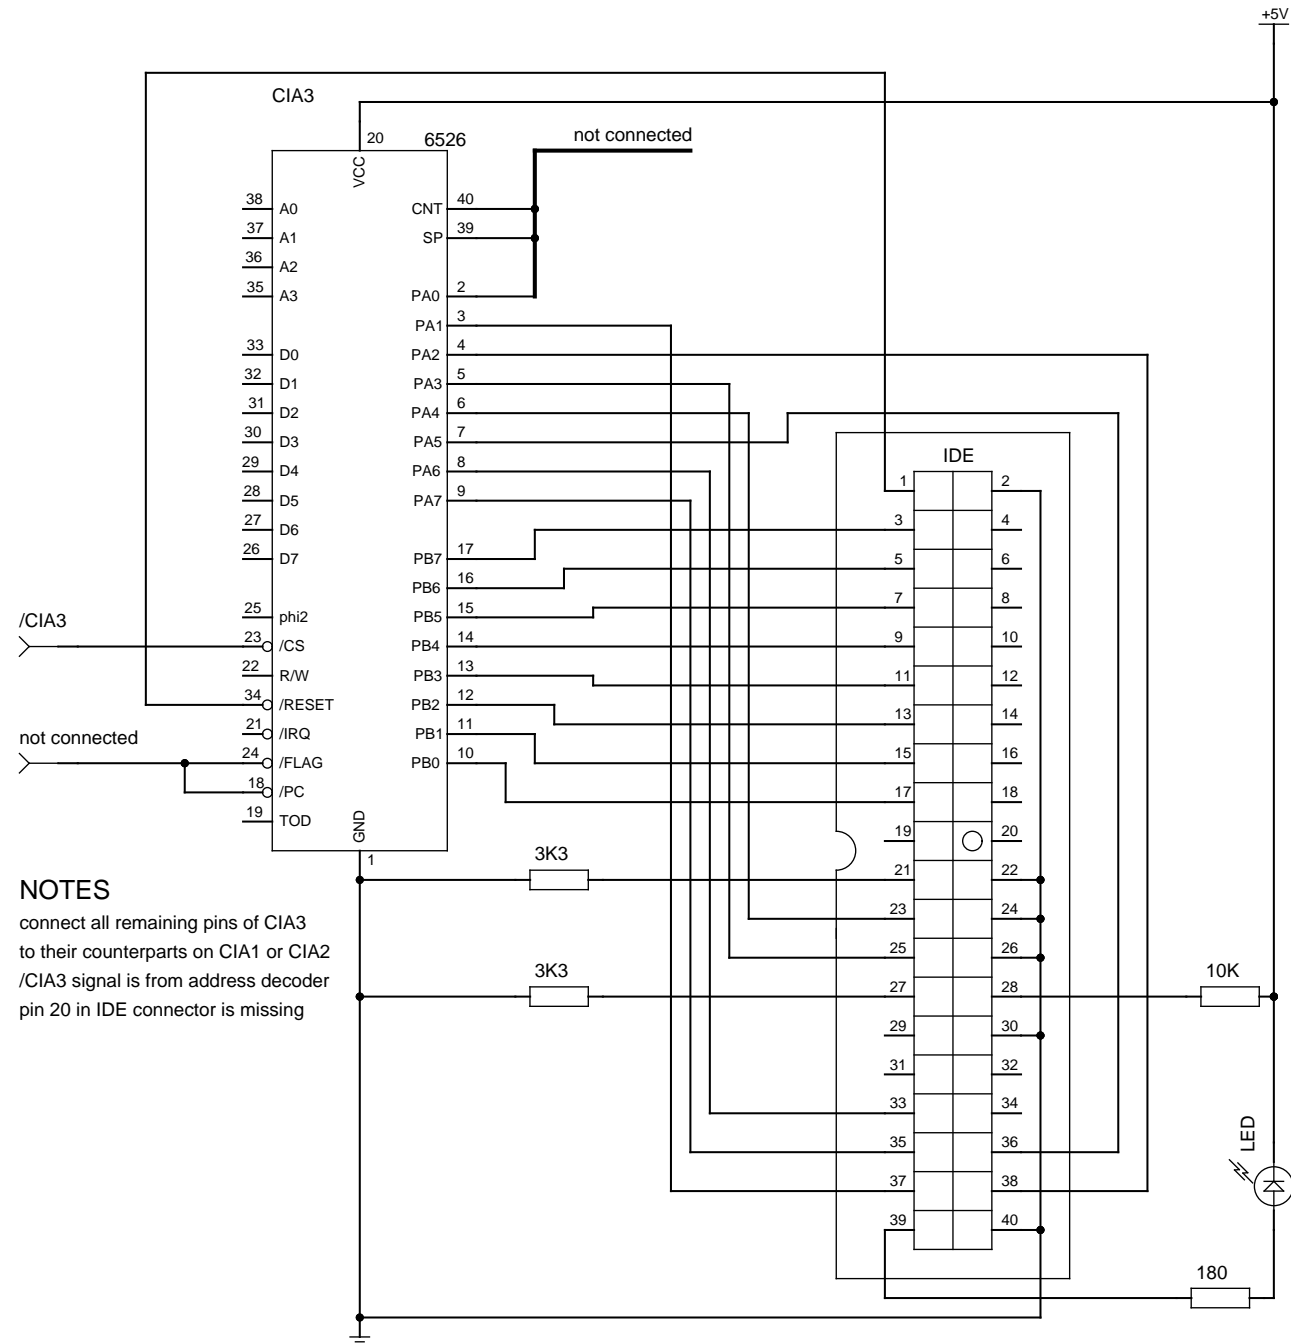 +5V
CIA3
20
6526
not connected
VCC
38 A0 CNT 40
37 A1 SP 39
36 A2
35 A3 PA0 2
PA1 3
33 D0 PA2 4
32 D1 PA3 5
31 D2 PA4 6
30 D3 PA5 7
29 D4 PA6 8
28 D5 PA7 9
27 D6
26 D7 PB7 17
PB6 16
/CIA3
25 phi2 PB5 15
23 /CS PB4 14
22 R/W PB3 13
34 /RESET PB2 12
not connected
21 /IRQ PB1 11
24 /FLAG PB0 10
18 /PC
19 TOD
GND
1
IDE
1 2
3 4
5 6
7 8
9 10
11 12
13 14
15 16
17 18
19 20
3K3
21 22
23 24
25 26
3K3
27 28
10K
29 30
31 32
33 34
35 36
37 38
39 40
LED
180
NOTES
connect all remaining pins of CIA3
to their counterparts on CIA1 or CIA2
/CIA3 signal is from address decoder
pin 20 in IDE connector is missing